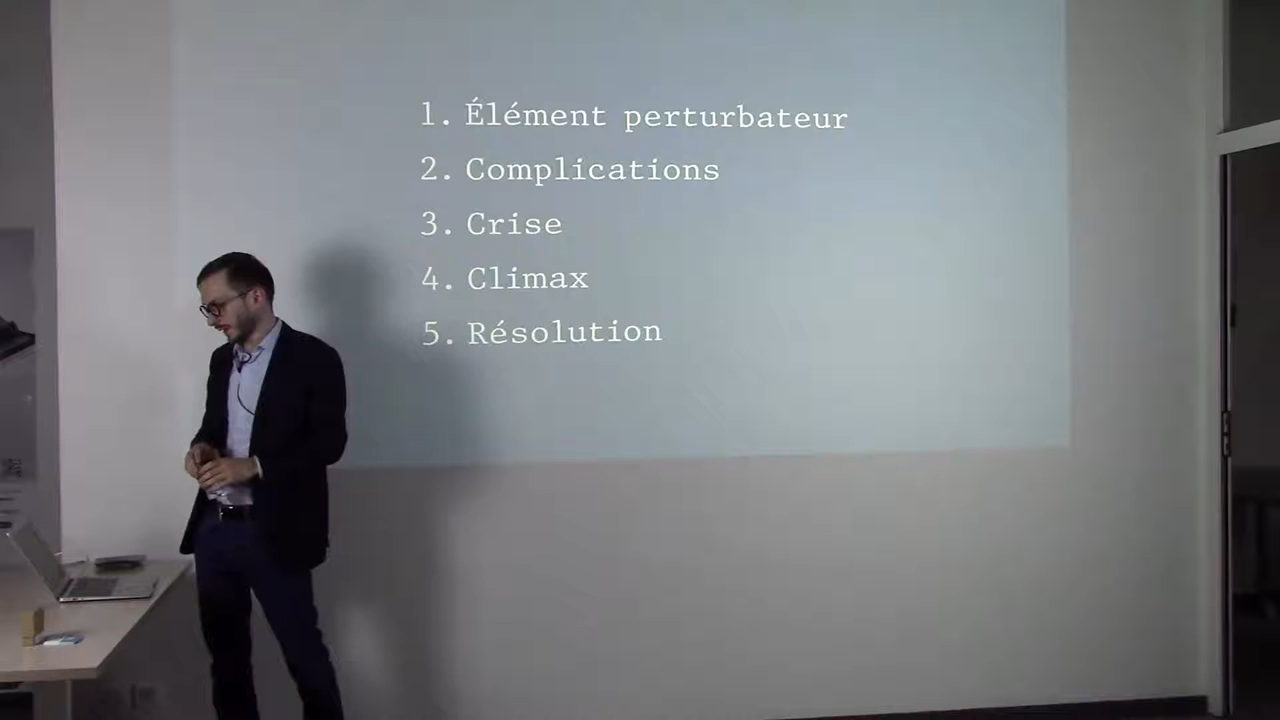 1. Élément perturbateur
2. Complications
3. Crise
4. Climax
5. Résolution